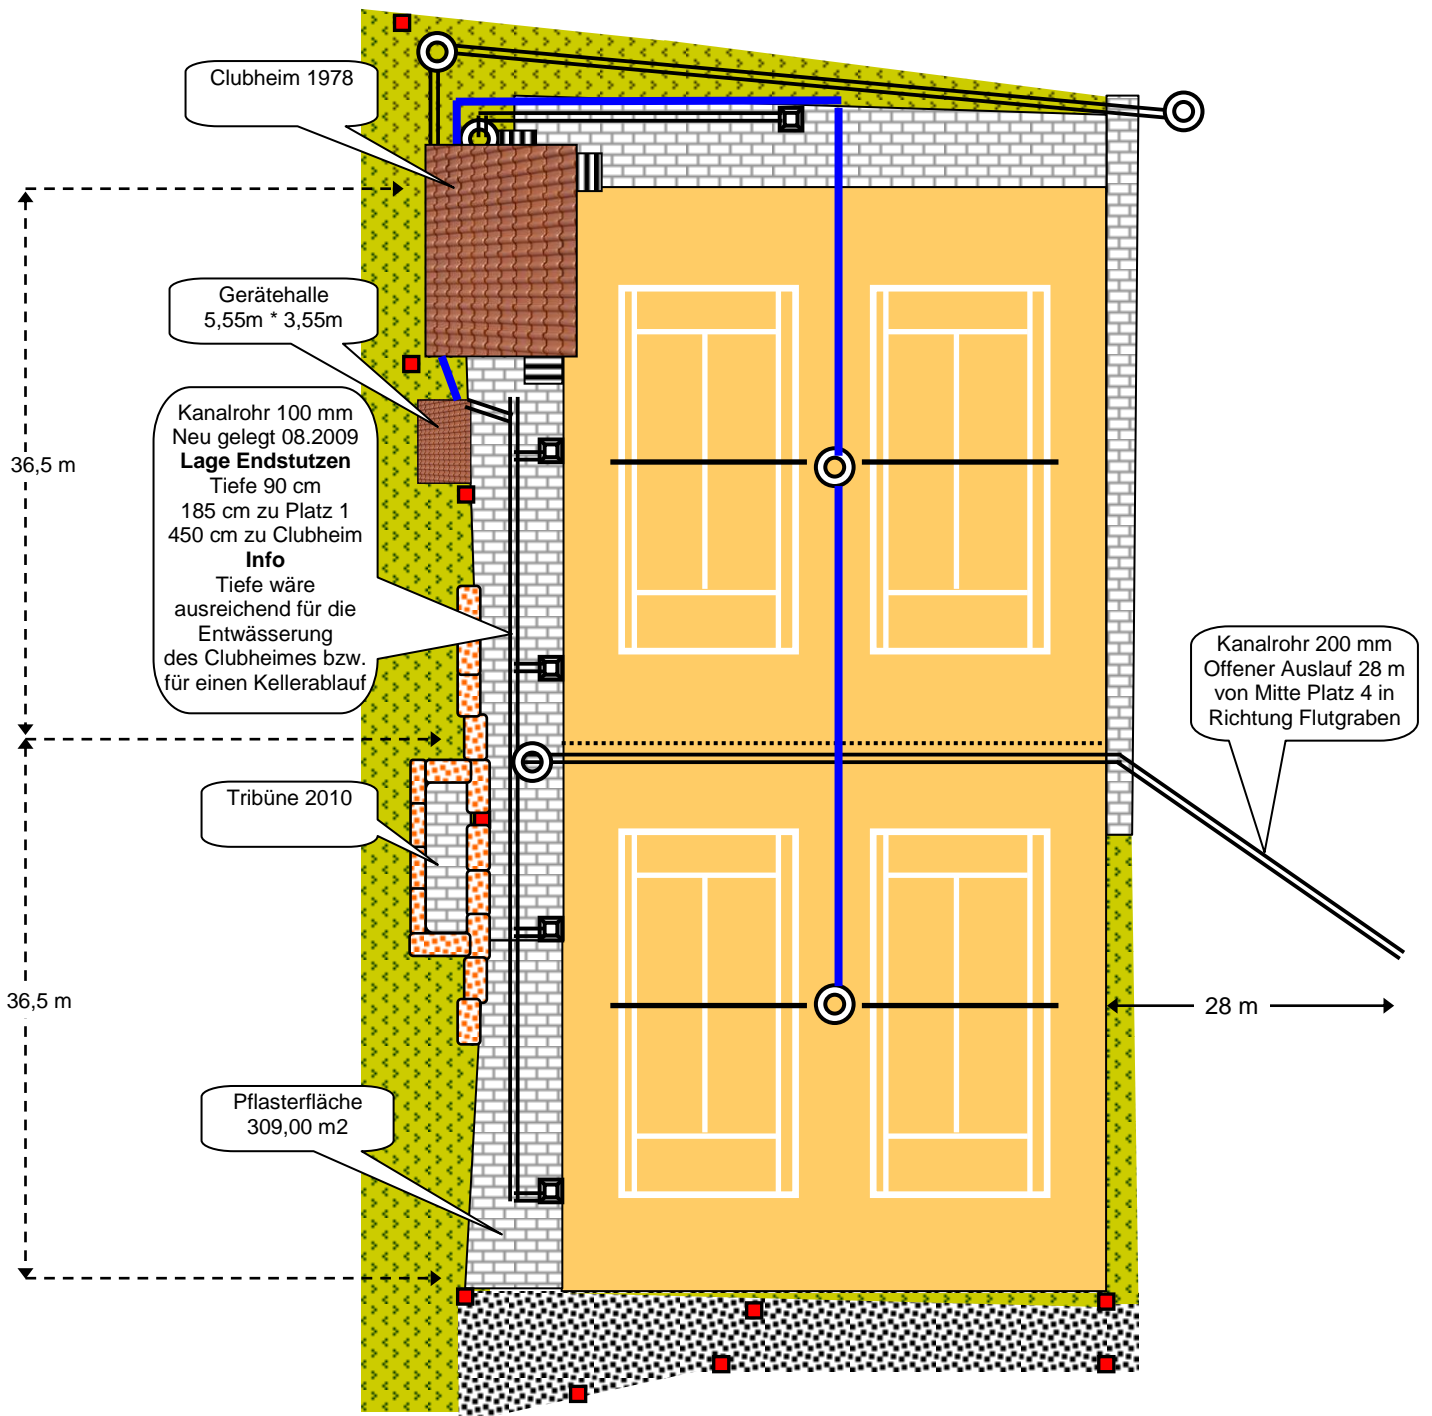 Clubheim 1978
Gerätehalle
5,55m * 3,55m
Kanalrohr 100 mm
Neu gelegt 08.2009
Lage Endstutzen
Tiefe 90 cm
185 cm zu Platz 1
450 cm zu Clubheim
Info
Tiefe wäre
ausreichend für die
Entwässerung
des Clubheimes bzw.
für einen Kellerablauf
36,5 m
Kanalrohr 200 mm
Offener Auslauf 28 m
von Mitte Platz 4 in
Richtung Flutgraben
Tribüne 2010
36,5 m
28 m
Pflasterfläche
309,00 m2